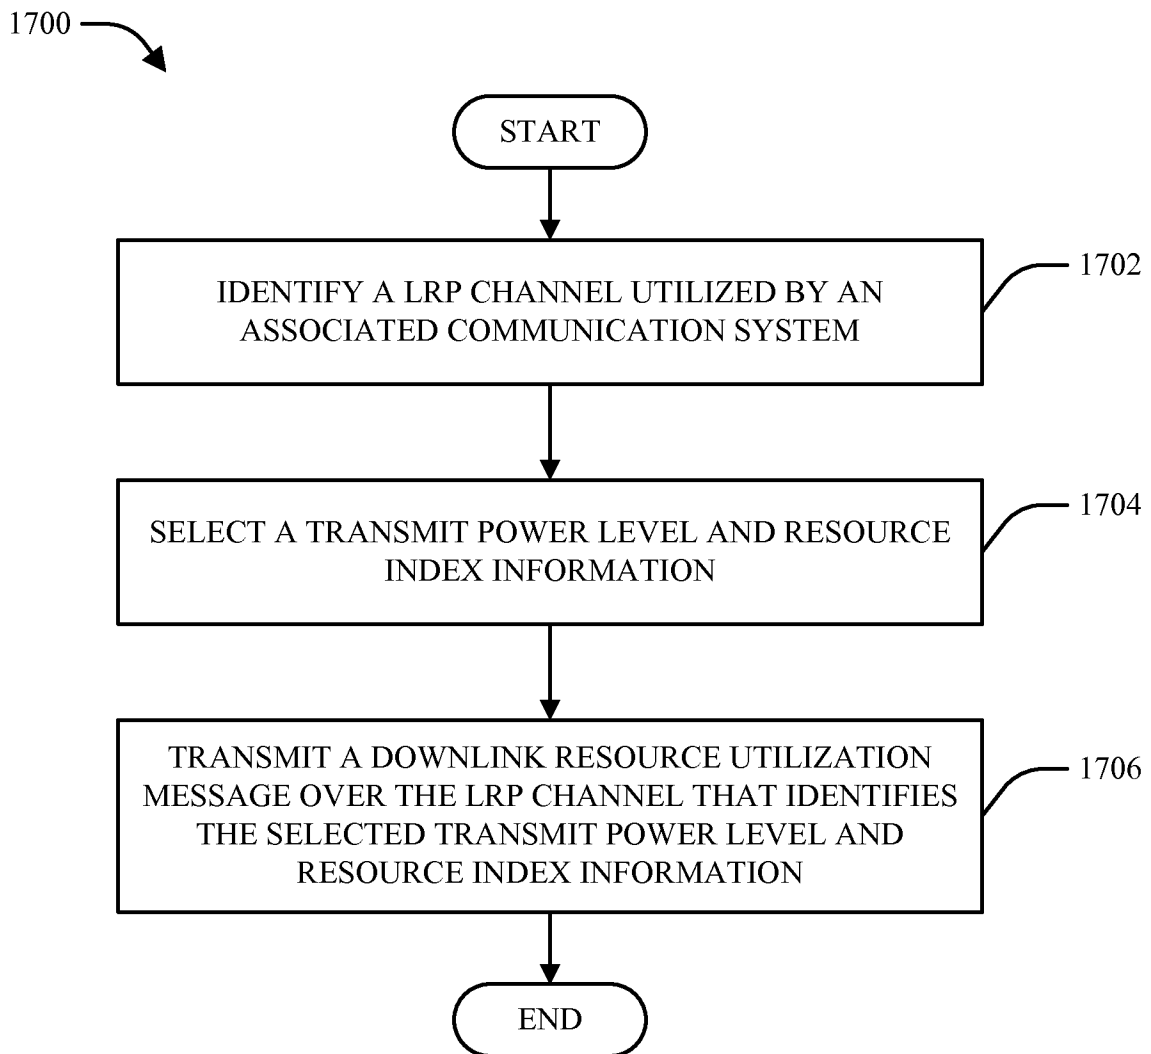 1700
START
IDENTIFY A LRP CHANNEL UTILIZED BY AN
ASSOCIATED COMMUNICATION SYSTEM
1702
SELECT A TRANSMIT POWER LEVEL AND RESOURCE
INDEX INFORMATION
1704
TRANSMIT A DOWNLINK RESOURCE UTILIZATION
MESSAGE OVER THE LRP CHANNEL THAT IDENTIFIES
THE SELECTED TRANSMIT POWER LEVEL AND
RESOURCE INDEX INFORMATION
1706
END